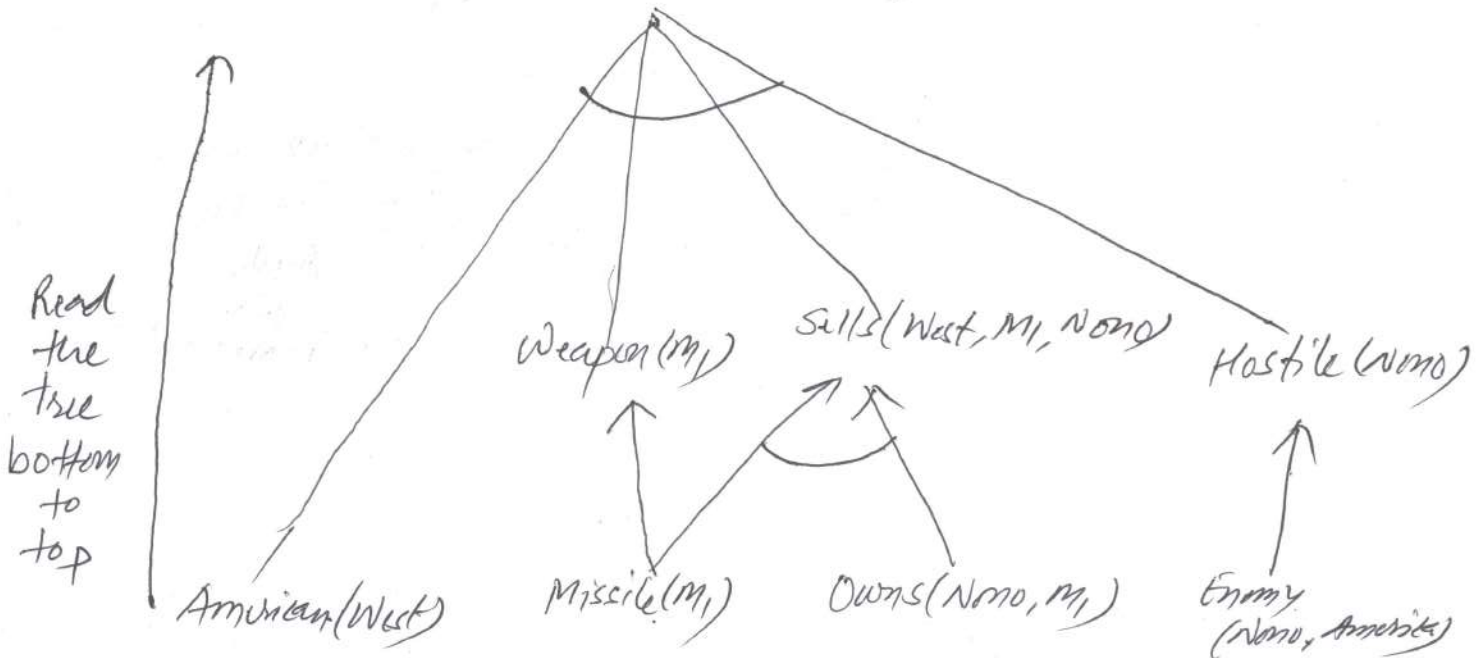 Read
the
tree
bottom
to
top
Weapon(M₁)
Sells(West, M₁, Nono)
Hostile(Nono)
American(West)
Missile(M₁)
Owns(Nono, M₁)
Enemy
(Nono, America)